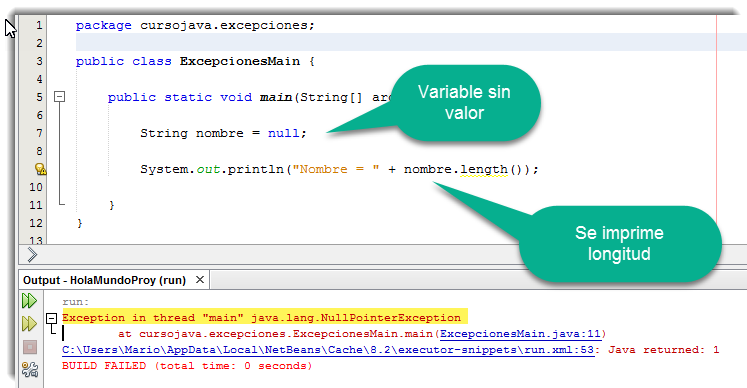 1 package cursojava.excepciones;
2
3 public class ExcepcionesMain {
4
5 public static void main(String[] ar
6
7 String nombre = null;
8
System.out.println("Nombre = " + nombre.length());
10
11 }
12 }
13
Variable sin
valor
Se imprime
longitud
Output - HolaMundoProy (run) ×
run:
Exception in thread "main" java.lang.NullPointerException
at cursojava.excepciones.ExcepcionesMain.main(ExcepcionesMain.java:11)
C:\Users\Mario\AppData\Local\NetBeans\Cache\8.2\executor-snippets\run.xml:53: Java returned: 1
BUILD FAILED (total time: 0 seconds)